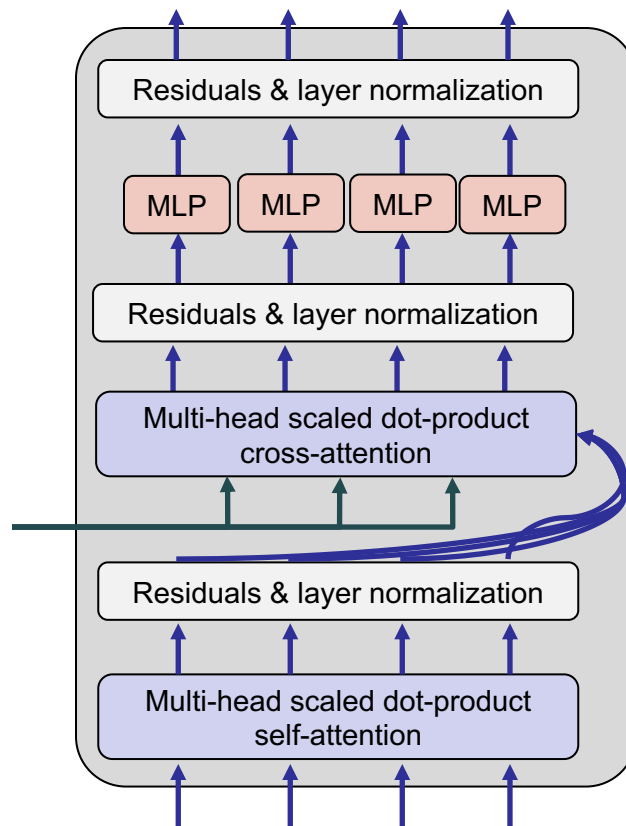 Residuals & layer normalization
MLP MLP MLP MLP
Residuals & layer normalization
Multi-head scaled dot-product
cross-attention
Residuals & layer normalization
Multi-head scaled dot-product
self-attention